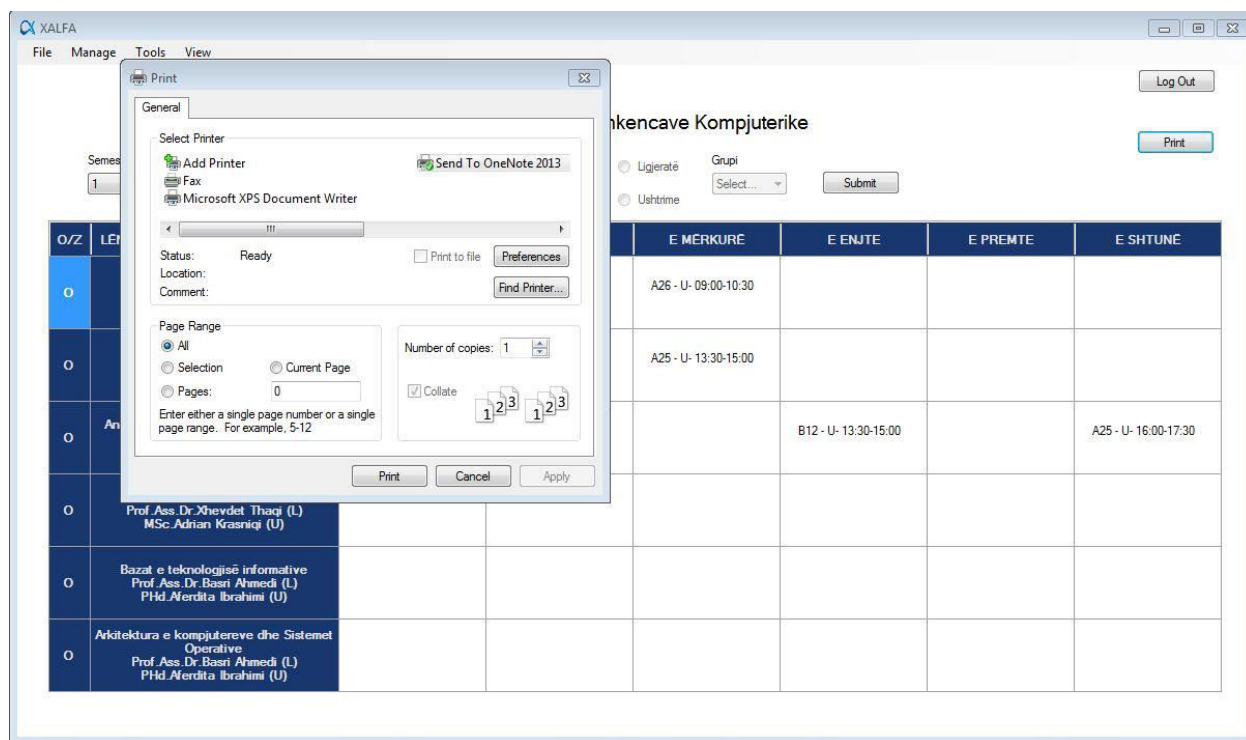 XALFA
File Manage Tools View
Log Out
Print
Print
General
Select Printer
Add Printer
Send To OneNote 2013
Fax
Microsoft XPS Document Writer
Status: Ready
Print to file
Preferences
Location:
Comment:
Find Printer...
Page Range
All
Selection
Current Page
Pages: 0
Enter either a single page number or a single
page range. For example, 5-12
Number of copies: 1
Collate
1 2 3 1 2 3
Print Cancel Apply
Kompjuterike
1
Ligjeratë
Ushtrime
Grupi
Select...
Submit
O/Z E MËRKURË E ENJTE E PREMTE E SHTUNË
O A26 - U- 09:00-10:30
O A25 - U- 13:30-15:00
O B12 - U- 13:30-15:00 A25 - U- 16:00-17:30
O
Prof.Ass.Dr.Xhevdet Thaqi (L)
MSc.Adrian Krasniqi (U)
O
Bazat e teknologjisë informative
Prof.Ass.Dr.Basri Ahmedi (L)
PHd.Aferdita Ibrahimi (U)
O
Arkitektura e kompjutereve dhe Sistemet
Operative
Prof.Ass.Dr.Basri Ahmedi (L)
PHd.Aferdita Ibrahimi (U)